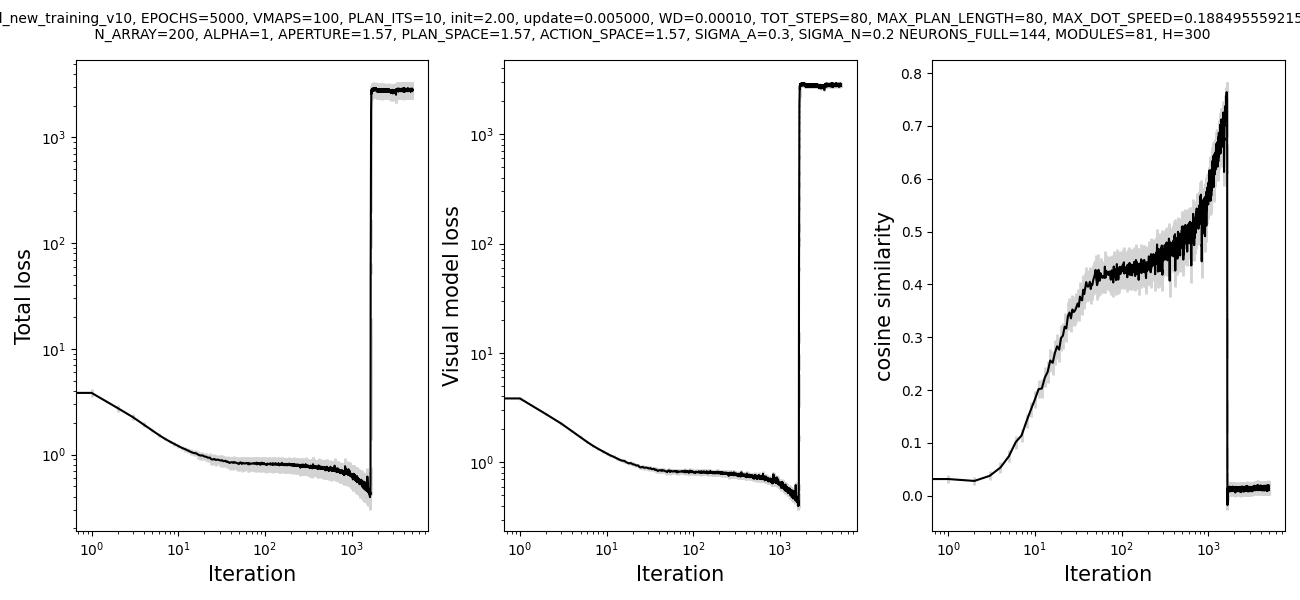 l_new_training_v10, EPOCHS=5000, VMAPS=100, PLAN_ITS=10, init=2.00, update=0.005000, WD=0.00010, TOT_STEPS=80, MAX_PLAN_LENGTH=80, MAX_DOT_SPEED=0.188495559215
N_ARRAY=200, ALPHA=1, APERTURE=1.57, PLAN_SPACE=1.57, ACTION_SPACE=1.57, SIGMA_A=0.3, SIGMA_N=0.2 NEURONS_FULL=144, MODULES=81, H=300
Total loss
10³
10²
10¹
10⁰
10⁰ 10¹ 10² 10³
Iteration
Visual model loss
10³
10²
10¹
10⁰
10⁰ 10¹ 10² 10³
Iteration
cosine similarity
0.8
0.7
0.6
0.5
0.4
0.3
0.2
0.1
0.0
10⁰ 10¹ 10² 10³
Iteration